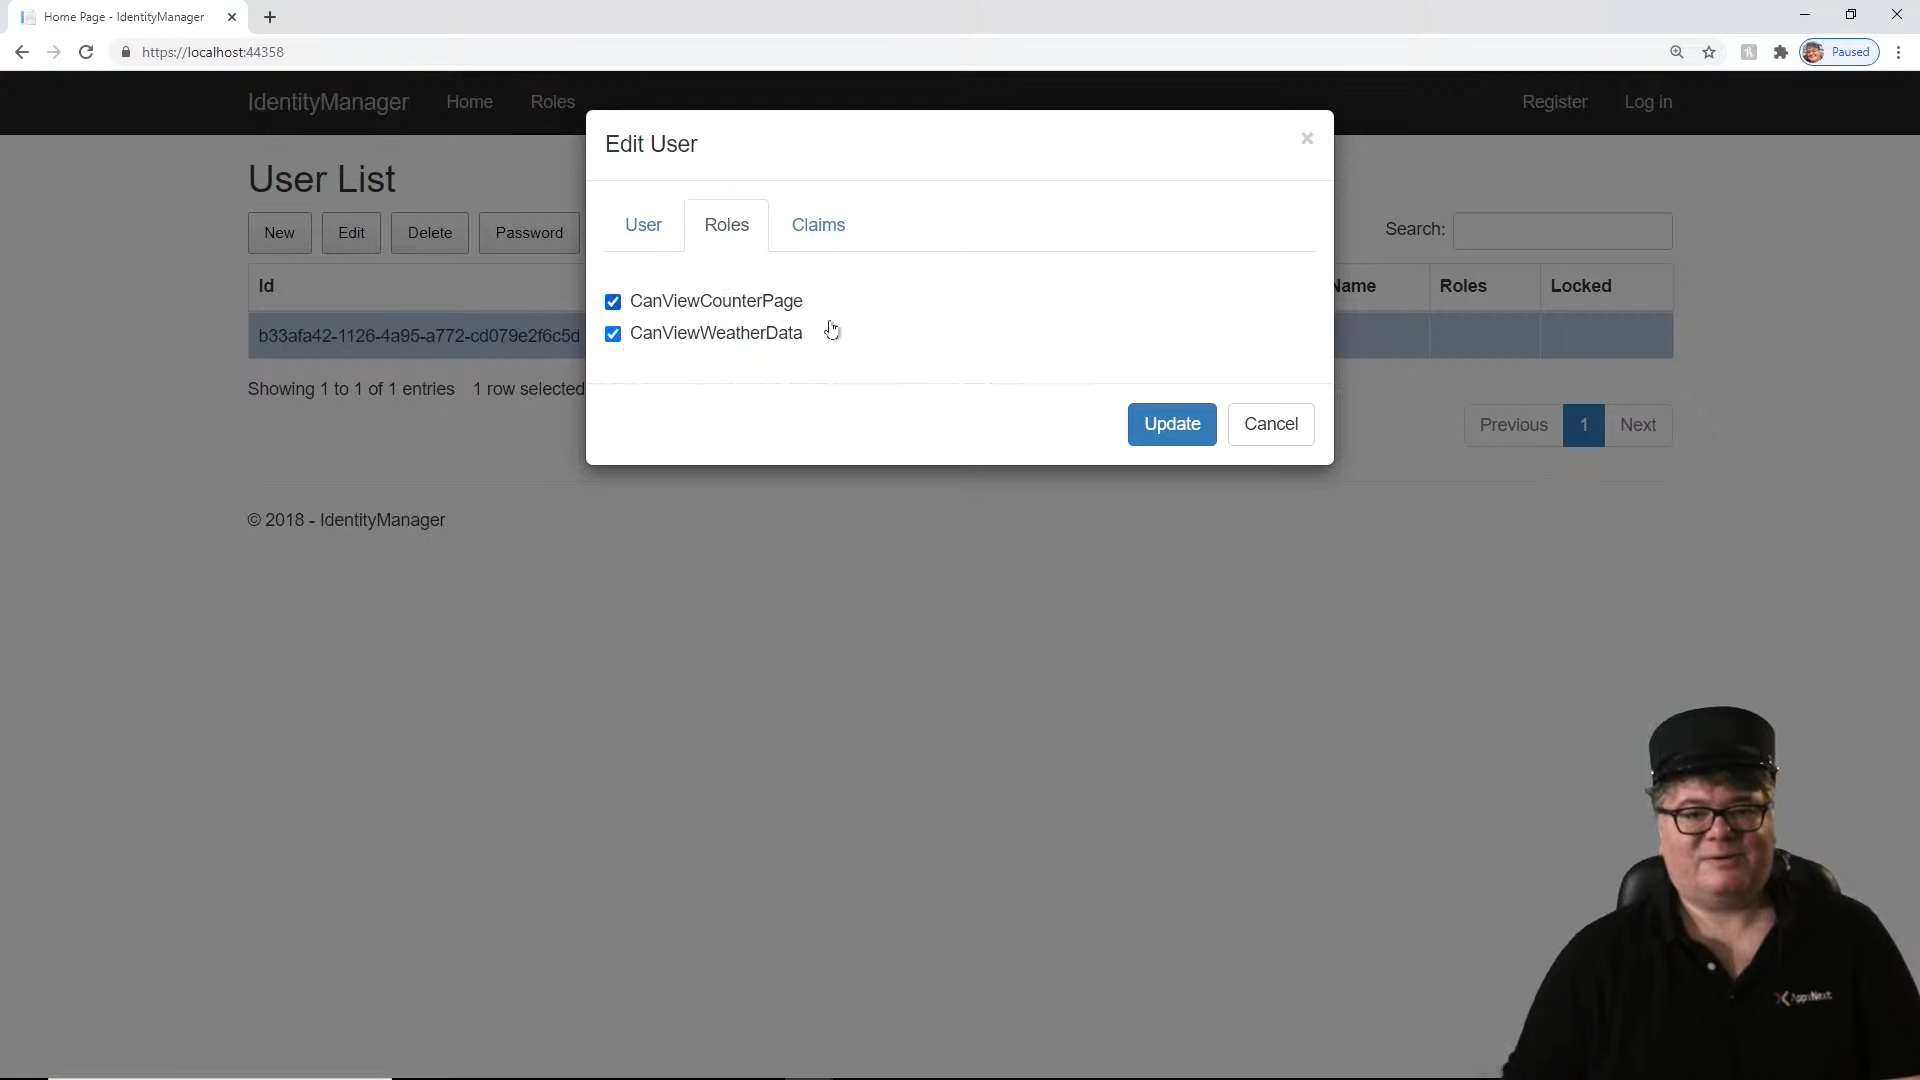 Home Page - IdentityManager
https://localhost:44358
Paused
IdentityManager Home Roles Register Log in
Edit User
User Roles Claims
CanViewCounterPage
CanViewWeatherData
Update Cancel
User List
New Edit Delete Password
Search:
Id Name Roles Locked
b33afa42-1126-4a95-a772-cd079e2f6c5d
Showing 1 to 1 of 1 entries 1 row selected
Previous 1 Next
© 2018 - IdentityManager
AppvNext